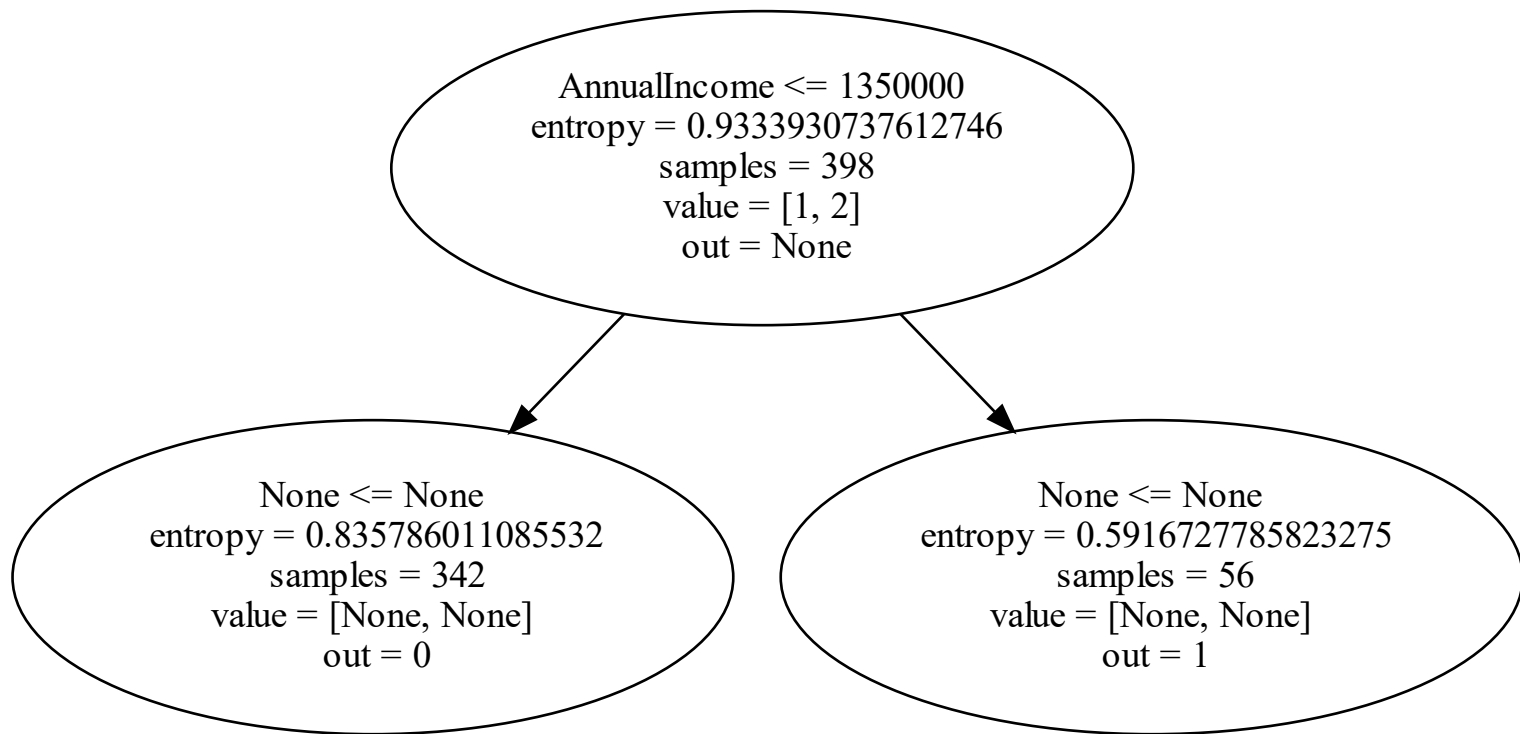 AnnualIncome <= 1350000
entropy = 0.9333930737612746
samples = 398
value = [1, 2]
out = None
None <= None
entropy = 0.835786011085532
samples = 342
value = [None, None]
out = 0
None <= None
entropy = 0.5916727785823275
samples = 56
value = [None, None]
out = 1